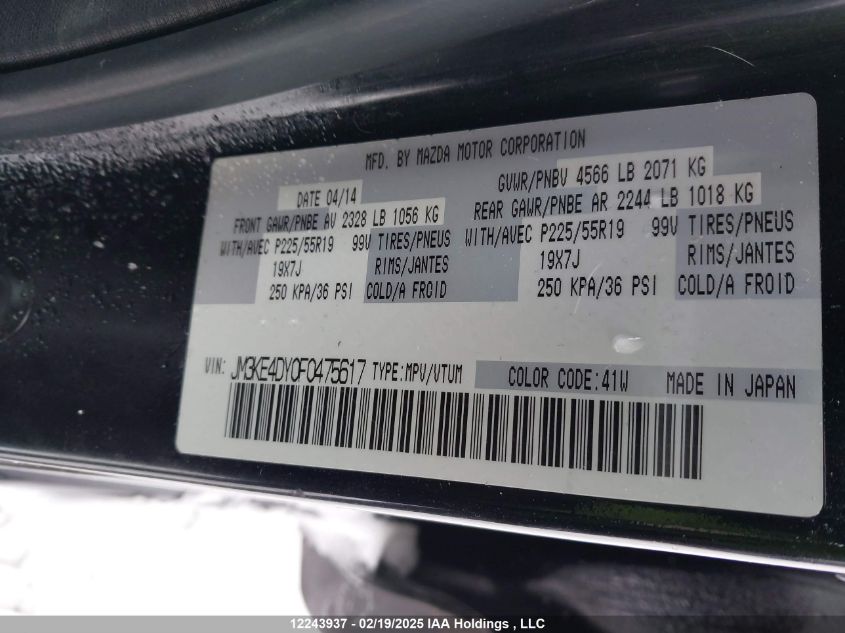 MFD. BY MAZDA MOTOR CORPORATION
DATE 04/14
GVWR/PNBV 4566 LB 2071 KG
FRONT GAWR/PNBE AV 2328 LB 1056 KG
REAR GAWR/PNBE AR 2244 LB 1018 KG
WITH/AVEC P225/55R19 99V TIRES/PNEUS
WITH/AVEC P225/55R19 99V TIRES/PNEUS
19X7J RIMS/JANTES
19X7J RIMS/JANTES
250 KPA/36 PSI COLD/A FROID
250 KPA/36 PSI COLD/A FROID
VIN: JM3KE4DY0F0475617 TYPE:MPV/VTUM COLOR CODE:41W MADE IN JAPAN
12243937 - 02/19/2025 IAA Holdings , LLC